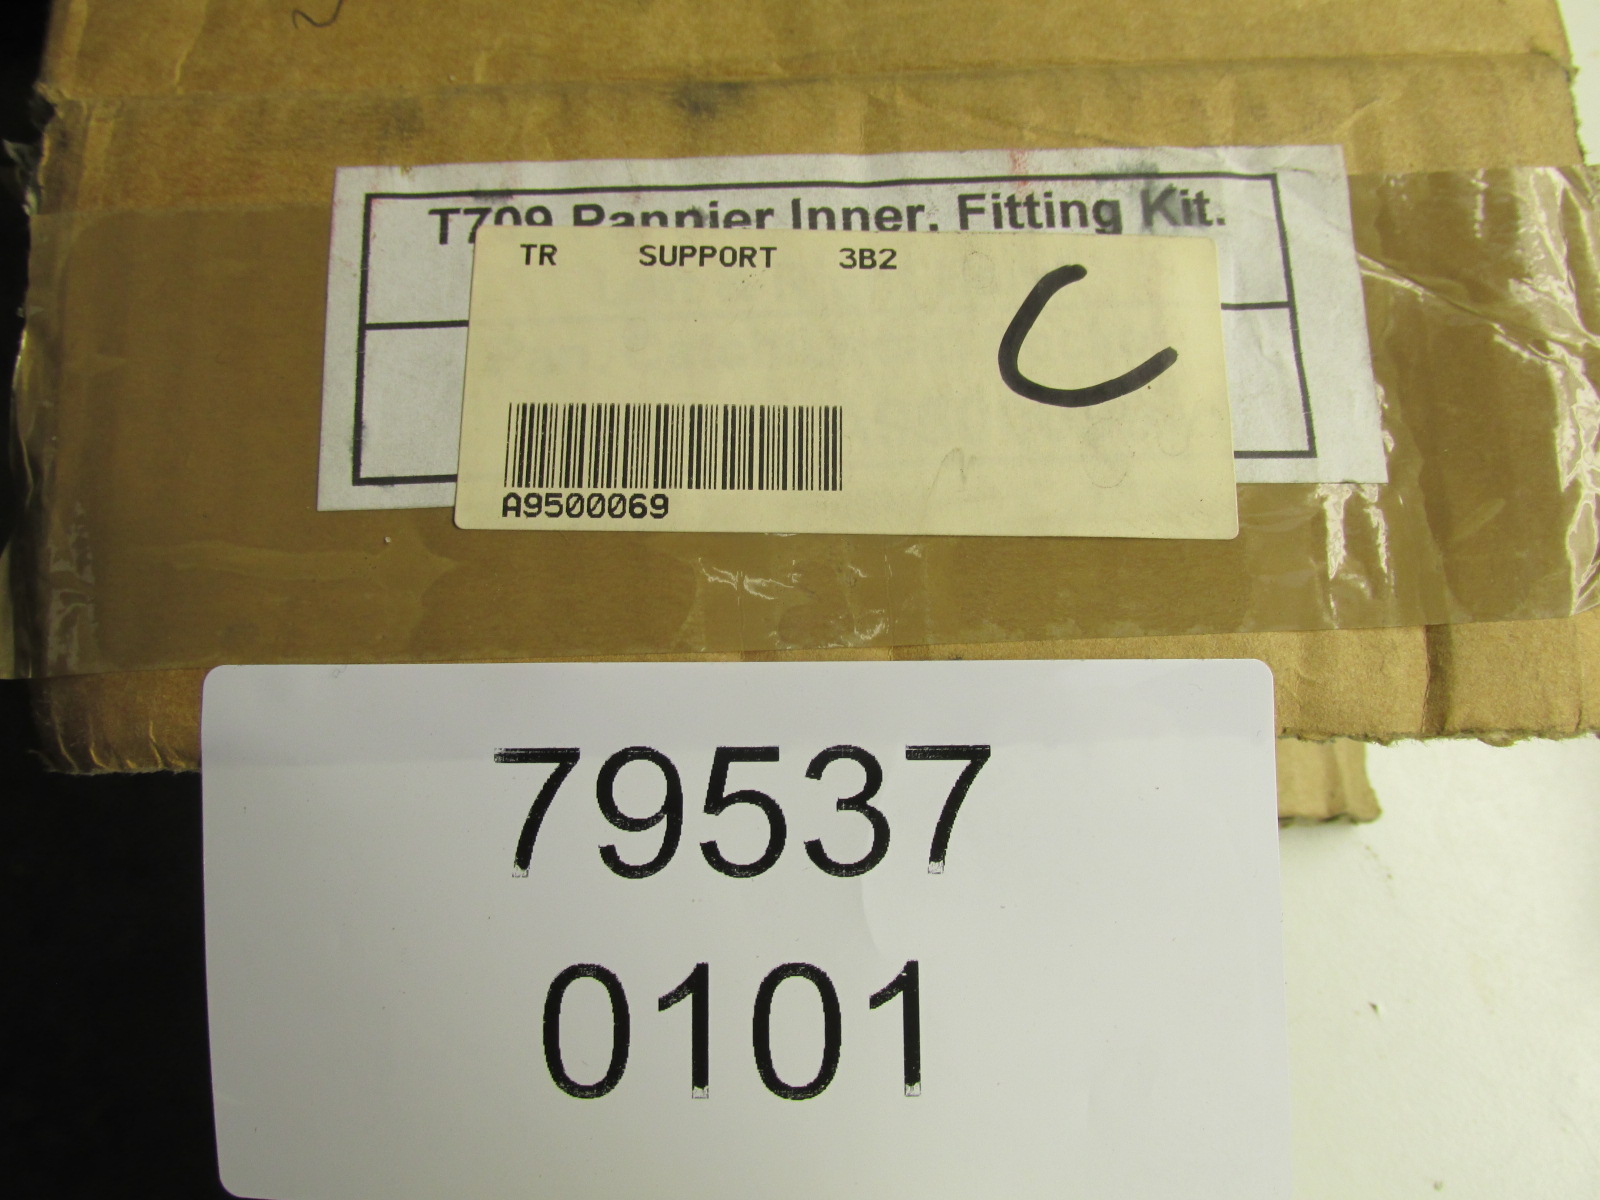 T709 Pannier Inner, Fitting Kit.
TR SUPPORT 3B2
C
A9500069
79537
0101